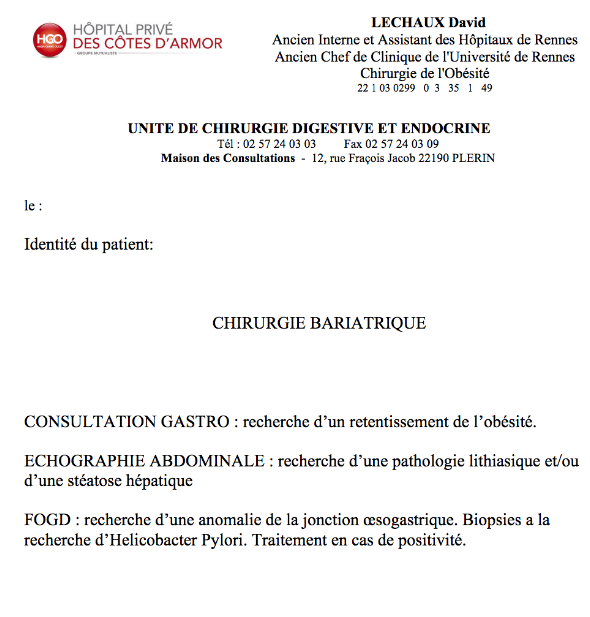 HGO
HÔPITAL PRIVÉ
DES CÔTES D'ARMOR
GROUPE MUTUALISTE
LECHAUX David
Ancien Interne et Assistant des Hôpitaux de Rennes
Ancien Chef de Clinique de l'Université de Rennes
Chirurgie de l'Obésité
22 1 03 0299 0 3 35 1 49
UNITE DE CHIRURGIE DIGESTIVE ET ENDOCRINE
Tél : 02 57 24 03 03 Fax 02 57 24 03 09
Maison des Consultations - 12, rue Fraçois Jacob 22190 PLERIN
le :
Identité du patient:
CHIRURGIE BARIATRIQUE
CONSULTATION GASTRO : recherche d'un retentissement de l'obésité.
ECHOGRAPHIE ABDOMINALE : recherche d'une pathologie lithiasique et/ou
d'une stéatose hépatique
FOGD : recherche d'une anomalie de la jonction œsogastrique. Biopsies a la
recherche d'Helicobacter Pylori. Traitement en cas de positivité.